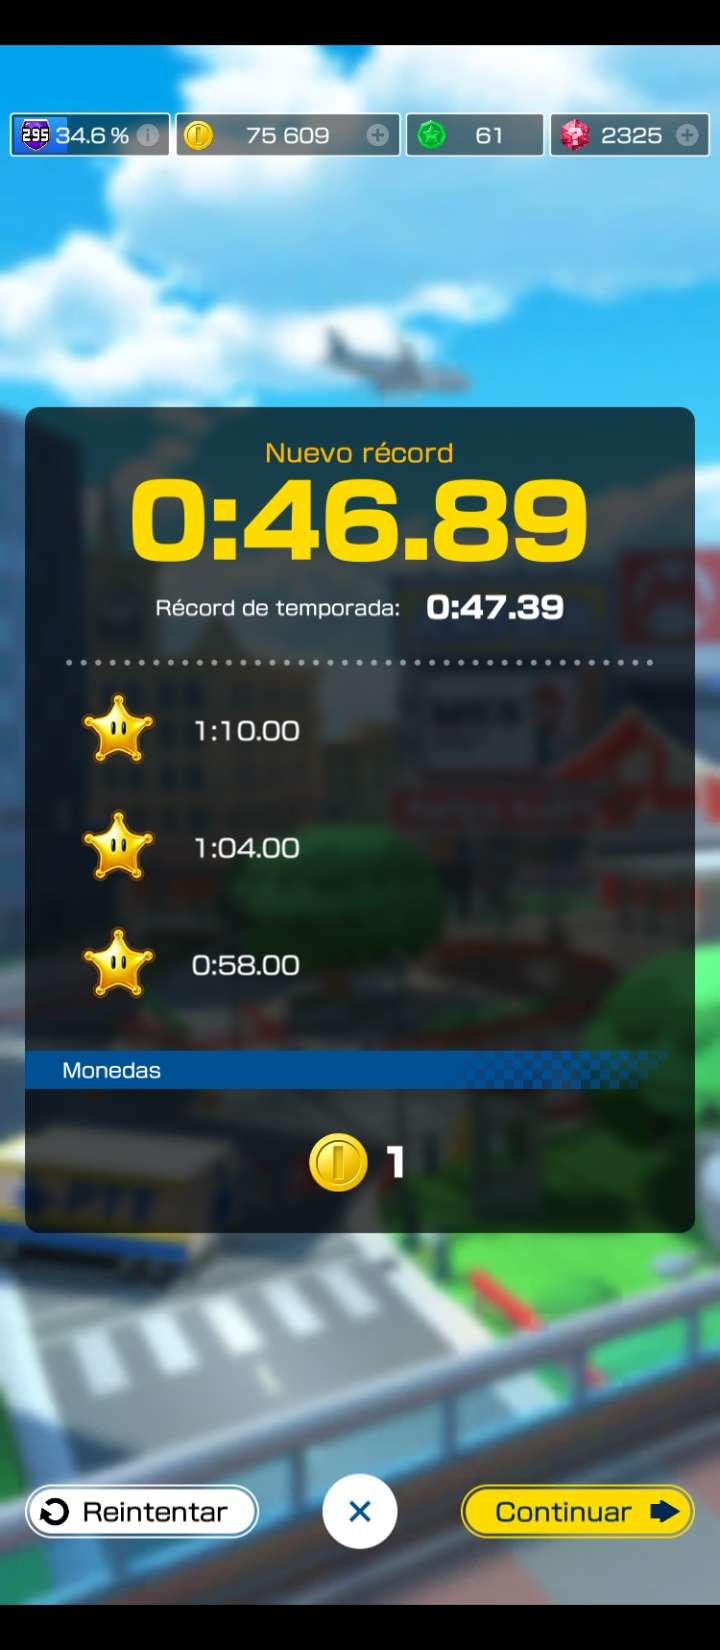 295 34.6 % i 75 609 + 61 2325 +
Nuevo récord
0:46.89
Récord de temporada: 0:47.39
1:10.00
1:04.00
0:58.00
Monedas
1
Reintentar × Continuar